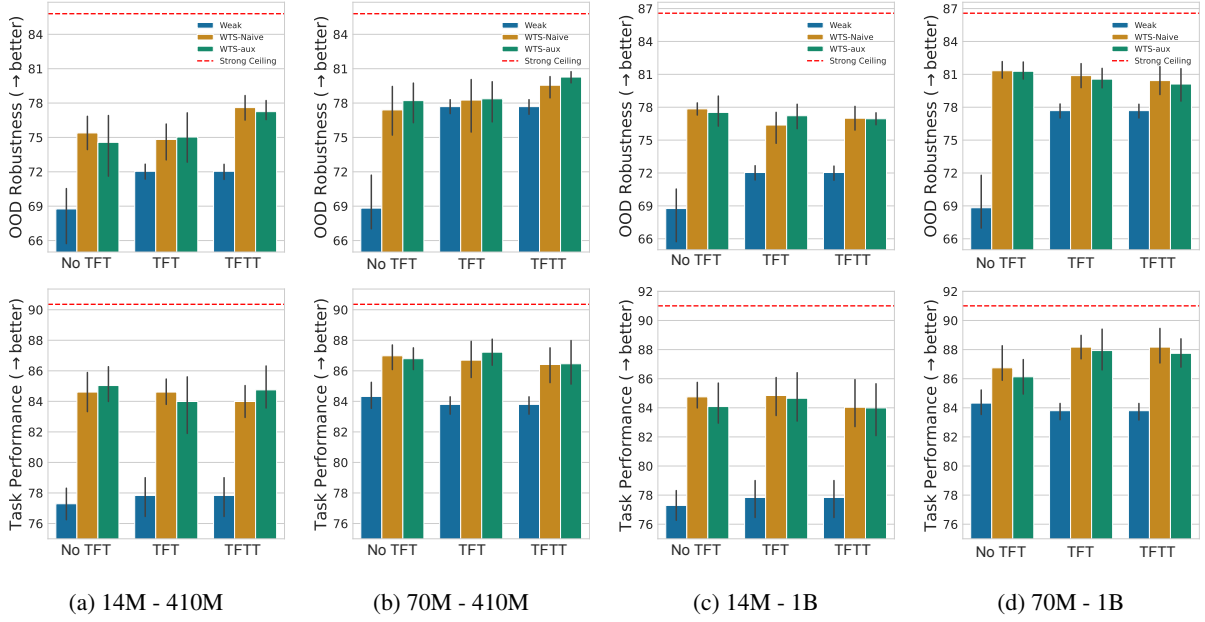 OOD Robustness (→better)
84
81
78
75
72
69
66
Weak
WTS-Naive
WTS-aux
Strong Ceiling
No TFT TFT TFTT
OOD Robustness (→better)
84
81
78
75
72
69
66
Weak
WTS-Naive
WTS-aux
Strong Ceiling
No TFT TFT TFTT
OOD Robustness (→better)
87
84
81
78
75
72
69
66
Weak
WTS-Naive
WTS-aux
Strong Ceiling
No TFT TFT TFTT
OOD Robustness (→better)
87
84
81
78
75
72
69
66
Weak
WTS-Naive
WTS-aux
Strong Ceiling
No TFT TFT TFTT
Task Performance (→better)
90
88
86
84
82
80
78
76
No TFT TFT TFTT
Task Performance (→better)
90
88
86
84
82
80
78
76
No TFT TFT TFTT
Task Performance (→better)
92
90
88
86
84
82
80
78
76
No TFT TFT TFTT
Task Performance (→better)
92
90
88
86
84
82
80
78
76
No TFT TFT TFTT
(a) 14M - 410M
(b) 70M - 410M
(c) 14M - 1B
(d) 70M - 1B